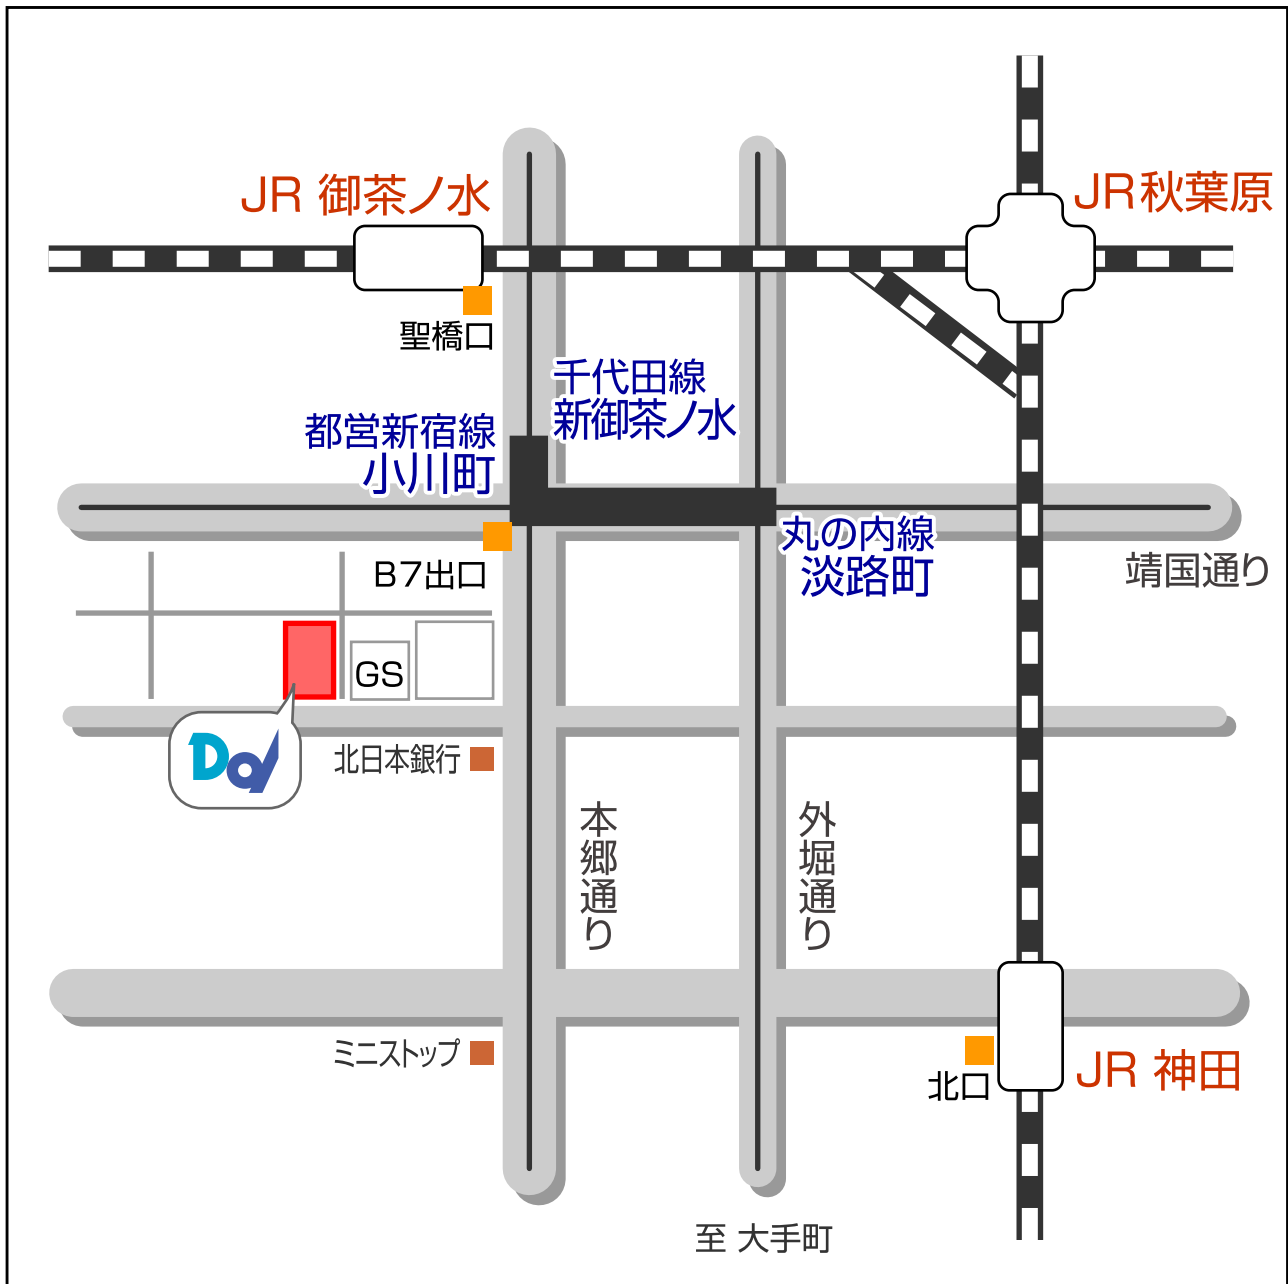 JR 御茶ノ水
JR秋葉原
聖橋口
千代田線
新御茶ノ水
都営新宿線
小川町
丸の内線
淡路町
靖国通り
B7出口
GS
Do
北日本銀行
本郷通り
外堀通り
ミニストップ
北口
JR 神田
至 大手町